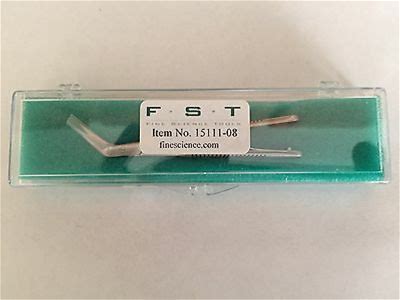 F · S · T
FINE SCIENCE TOOLS
Item No. 15111-08
finescience.com